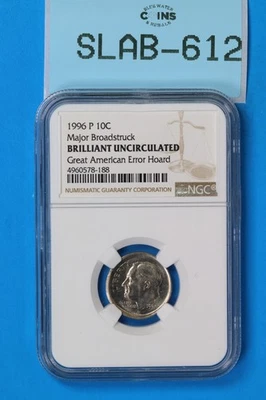 COINS
SLAB-612
1996 P 10C
Major Broadstruck
BRILLIANT UNCIRCULATED
Great American Error Hoard
4960578-188
NUMISMATIC GUARANTY CORPORATION
NGC
LIBERTY